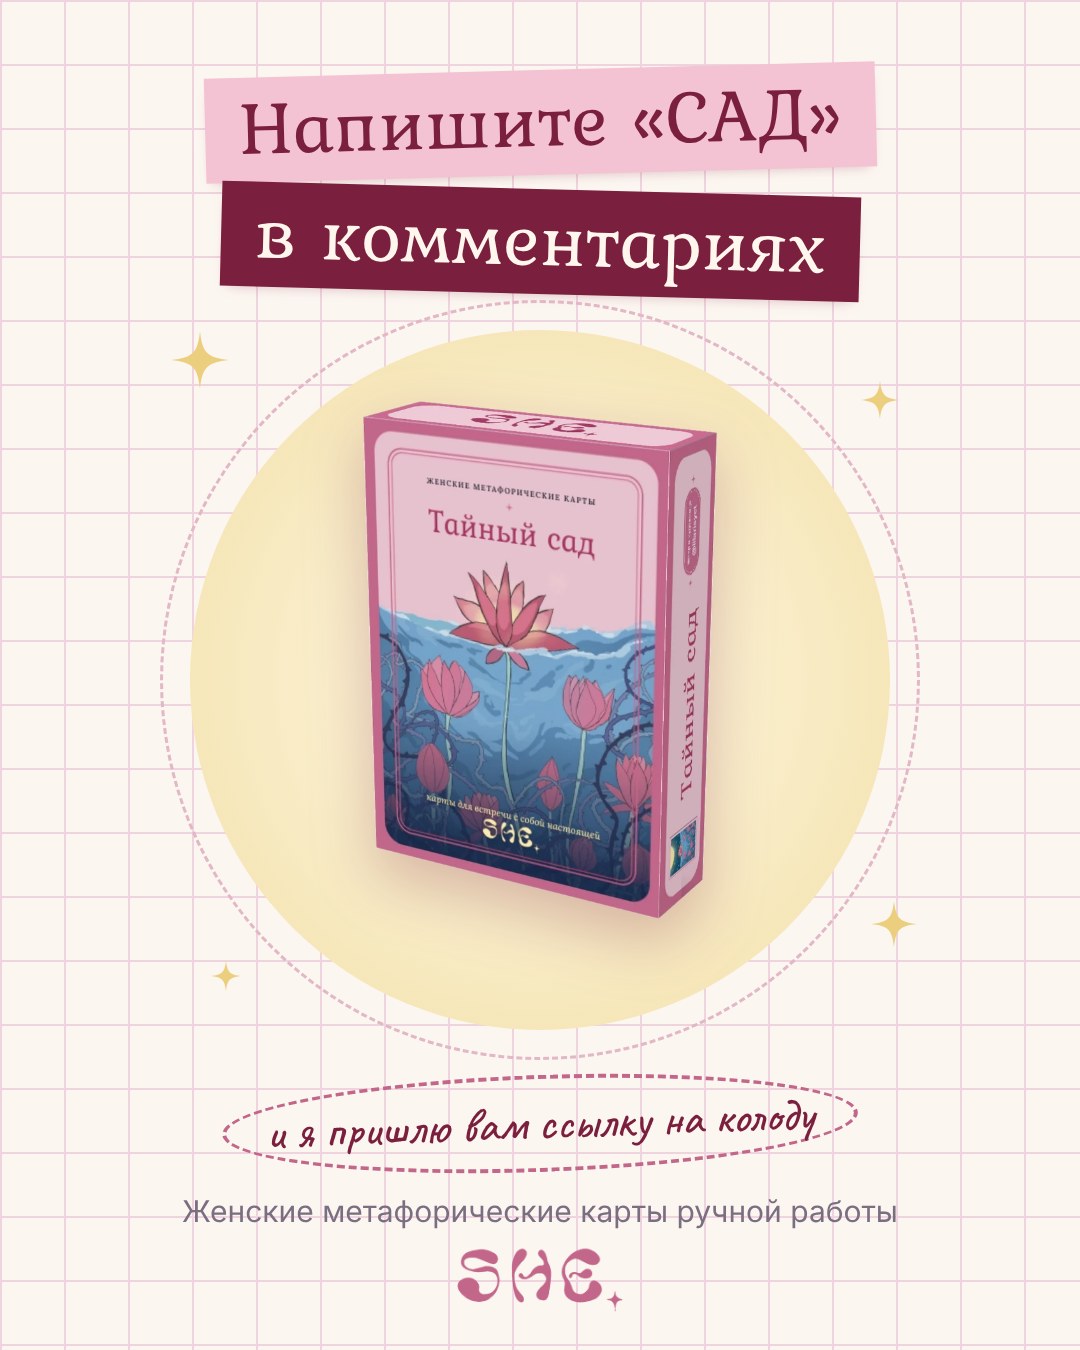 Напишите «САД»
в комментариях
SHE.
ЖЕНСКИЕ МЕТАФОРИЧЕСКИЕ КАРТЫ
Тайный сад
карты для встречи с собой настоящей
SHE.
Тайный сад
и я пришлю вам ссылку на колоду
Женские метафорические карты ручной работы
SHE